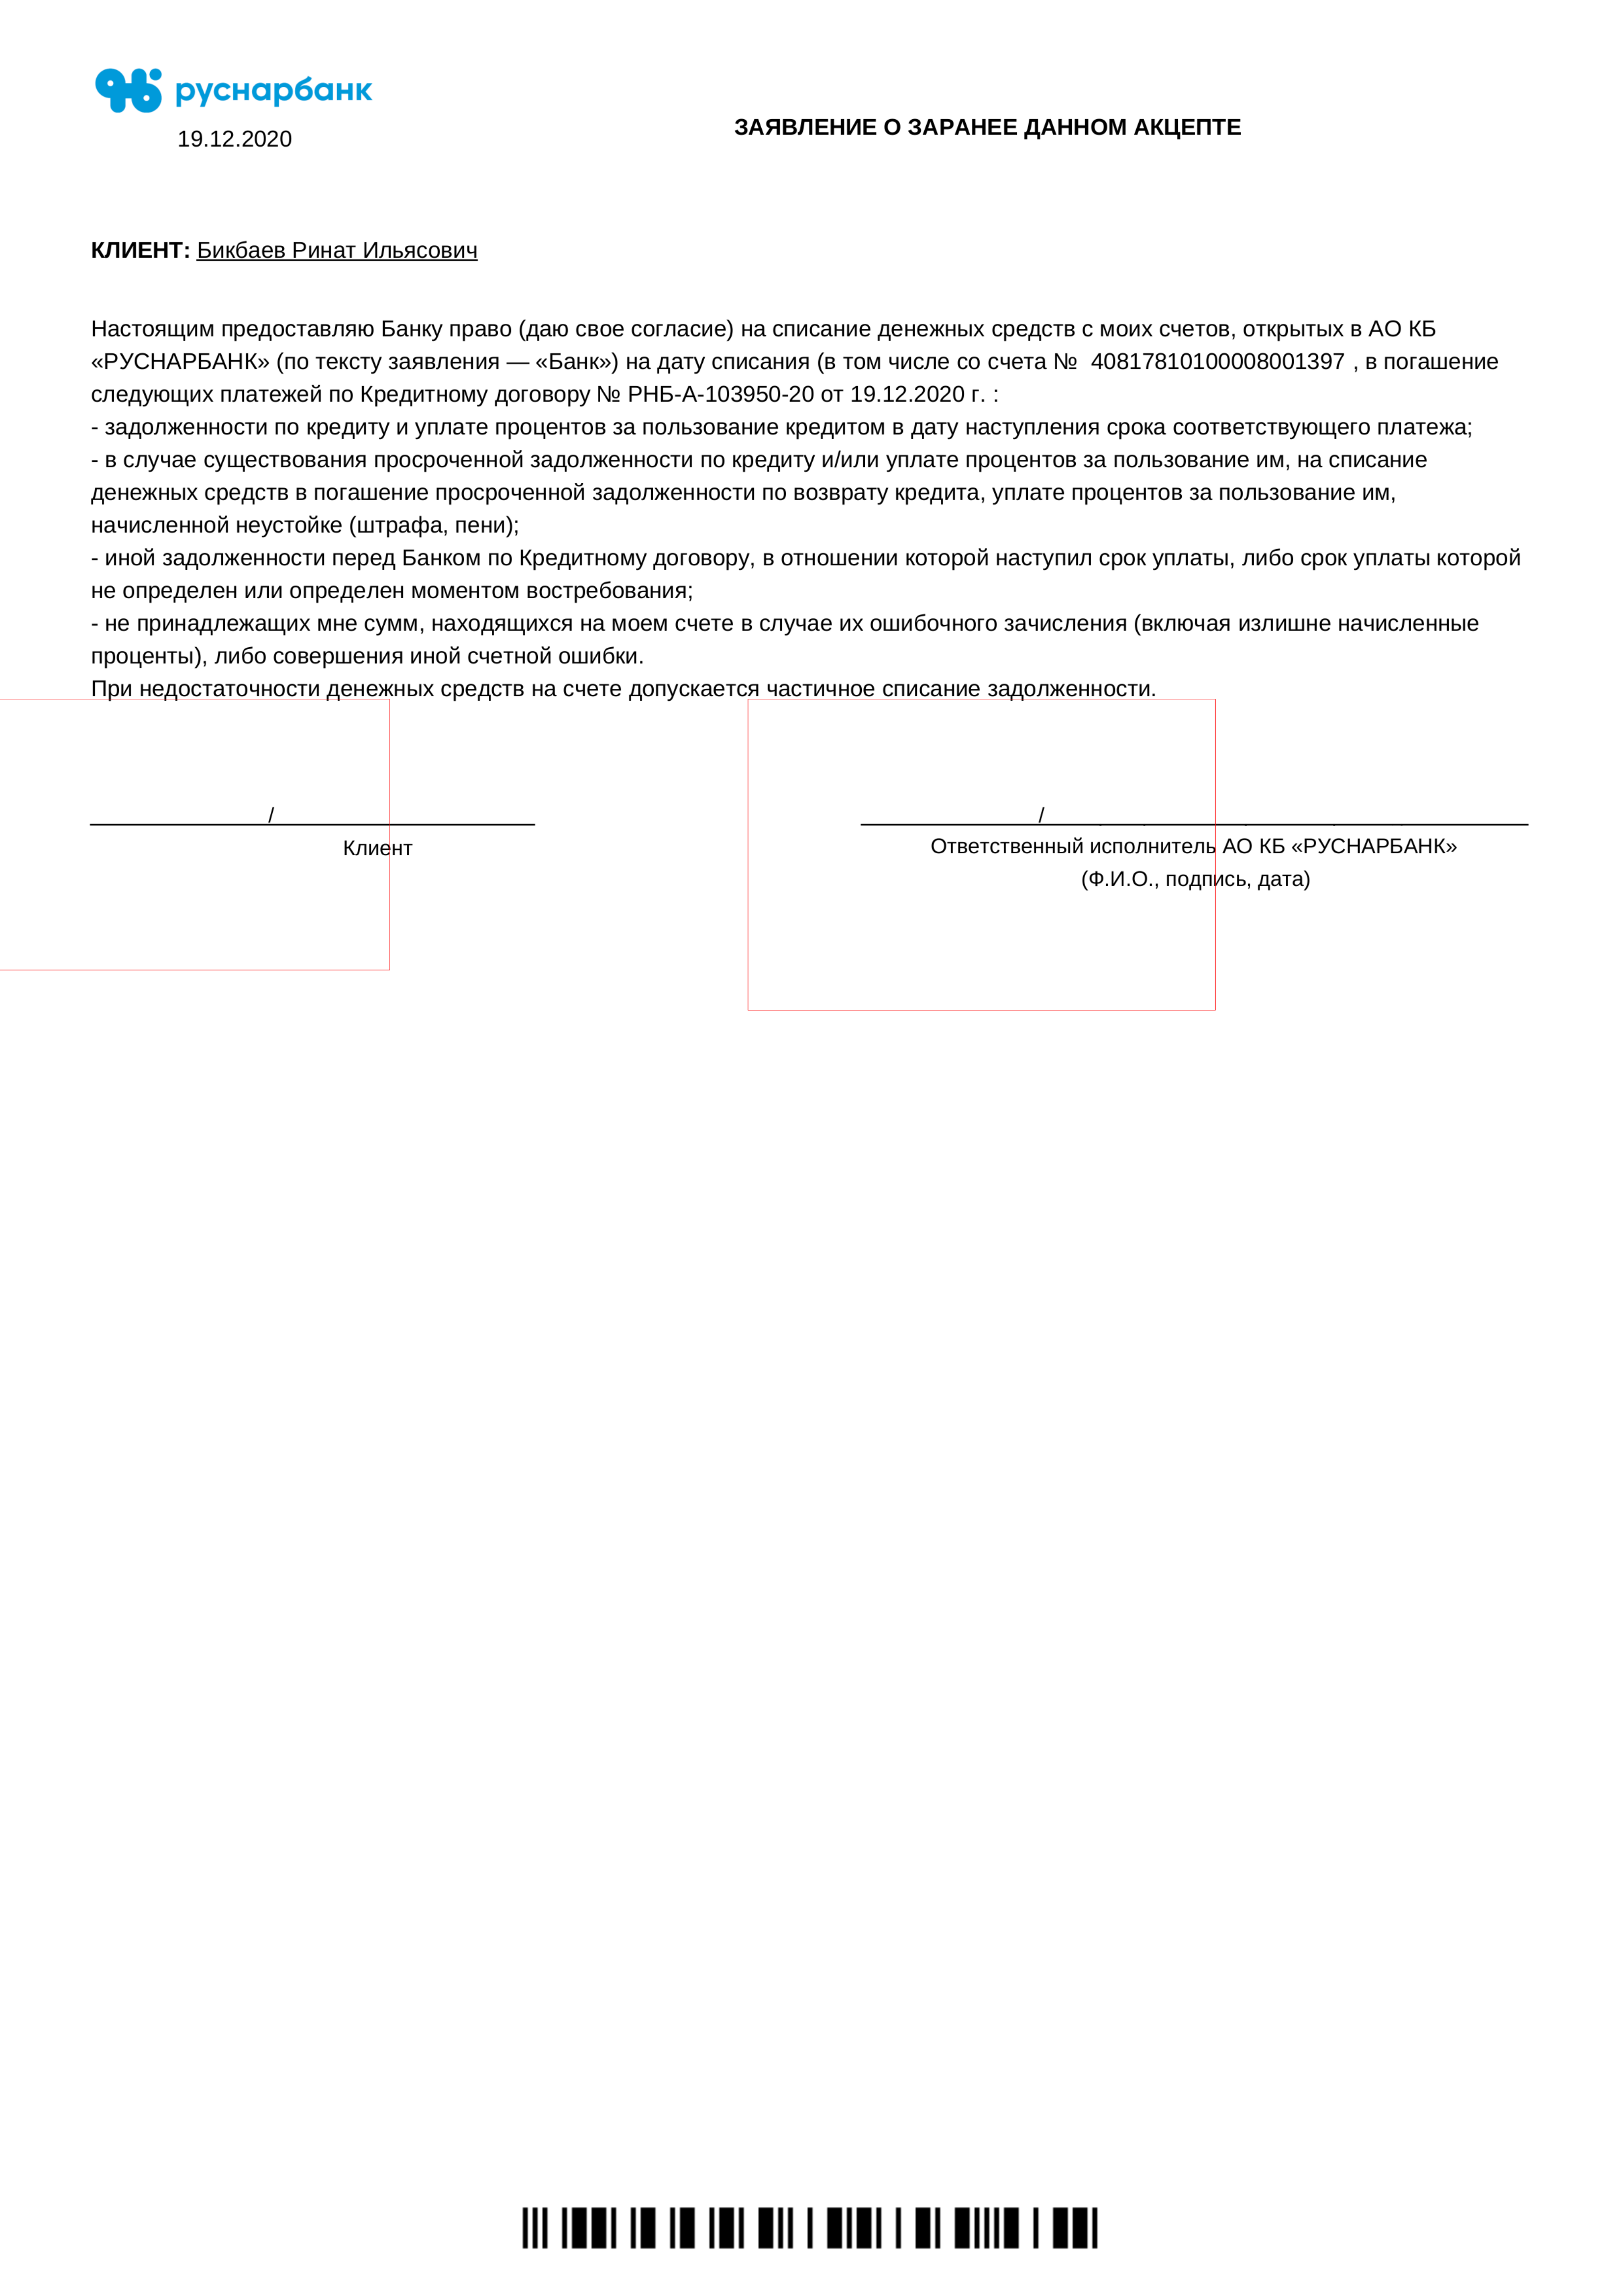 руснарбанк
19.12.2020
ЗАЯВЛЕНИЕ О ЗАРАНЕЕ ДАННОМ АКЦЕПТЕ
КЛИЕНТ: Бикбаев Ринат Ильясович
Настоящим предоставляю Банку право (даю свое согласие) на списание денежных средств с моих счетов, открытых в АО КБ
«РУСНАРБАНК» (по тексту заявления — «Банк») на дату списания (в том числе со счета № 40817810100008001397 , в погашение
следующих платежей по Кредитному договору № РНБ-А-103950-20 от 19.12.2020 г. :
- задолженности по кредиту и уплате процентов за пользование кредитом в дату наступления срока соответствующего платежа;
- в случае существования просроченной задолженности по кредиту и/или уплате процентов за пользование им, на списание
денежных средств в погашение просроченной задолженности по возврату кредита, уплате процентов за пользование им,
начисленной неустойке (штрафа, пени);
- иной задолженности перед Банком по Кредитному договору, в отношении которой наступил срок уплаты, либо срок уплаты которой
не определен или определен моментом востребования;
- не принадлежащих мне сумм, находящихся на моем счете в случае их ошибочного зачисления (включая излишне начисленные
проценты), либо совершения иной счетной ошибки.
При недостаточности денежных средств на счете допускается частичное списание задолженности.
/ /
Клиент
Ответственный исполнитель АО КБ «РУСНАРБАНК»
(Ф.И.О., подпись, дата)